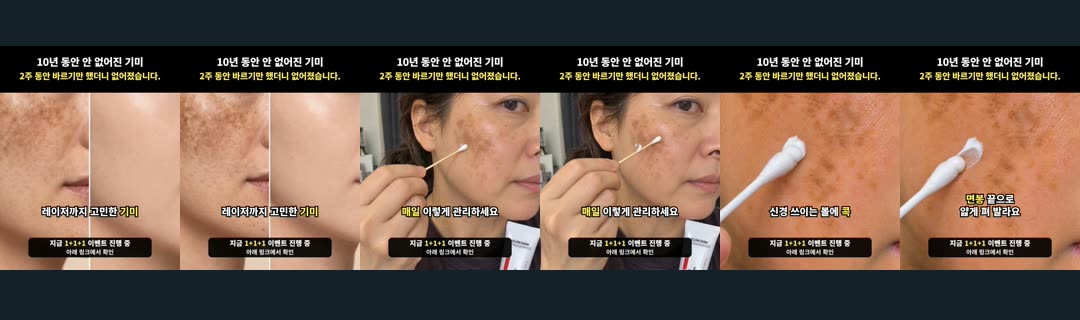 10년 동안 안 없어진 기미
2주 동안 바르기만 했더니 없어졌습니다.
레이저까지 고민한 기미
지금 1+1+1 이벤트 진행 중
아래 링크에서 확인
10년 동안 안 없어진 기미
2주 동안 바르기만 했더니 없어졌습니다.
레이저까지 고민한 기미
지금 1+1+1 이벤트 진행 중
아래 링크에서 확인
10년 동안 안 없어진 기미
2주 동안 바르기만 했더니 없어졌습니다.
매일 이렇게 관리하세요
지금 1+1+1 이벤트 진행 중
아래 링크에서 확인
10년 동안 안 없어진 기미
2주 동안 바르기만 했더니 없어졌습니다.
매일 이렇게 관리하세요
지금 1+1+1 이벤트 진행 중
아래 링크에서 확인
10년 동안 안 없어진 기미
2주 동안 바르기만 했더니 없어졌습니다.
신경 쓰이는 볼에 콕
지금 1+1+1 이벤트 진행 중
아래 링크에서 확인
10년 동안 안 없어진 기미
2주 동안 바르기만 했더니 없어졌습니다.
면봉 끝으로
얇게 펴 발라요
지금 1+1+1 이벤트 진행 중
아래 링크에서 확인